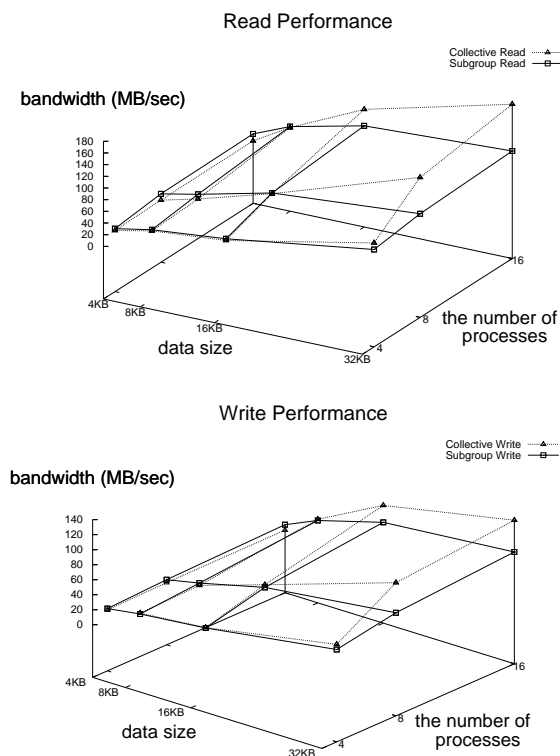 Read Performance
Collective Read
Subgroup Read
bandwidth (MB/sec)
180
160
140
120
100
80
60
40
20
0
4KB
8KB
16KB
32KB
data size
4
8
16
the number of
processes
Write Performance
Collective Write
Subgroup Write
bandwidth (MB/sec)
140
120
100
80
60
40
20
0
4KB
8KB
16KB
32KB
data size
4
8
16
the number of
processes